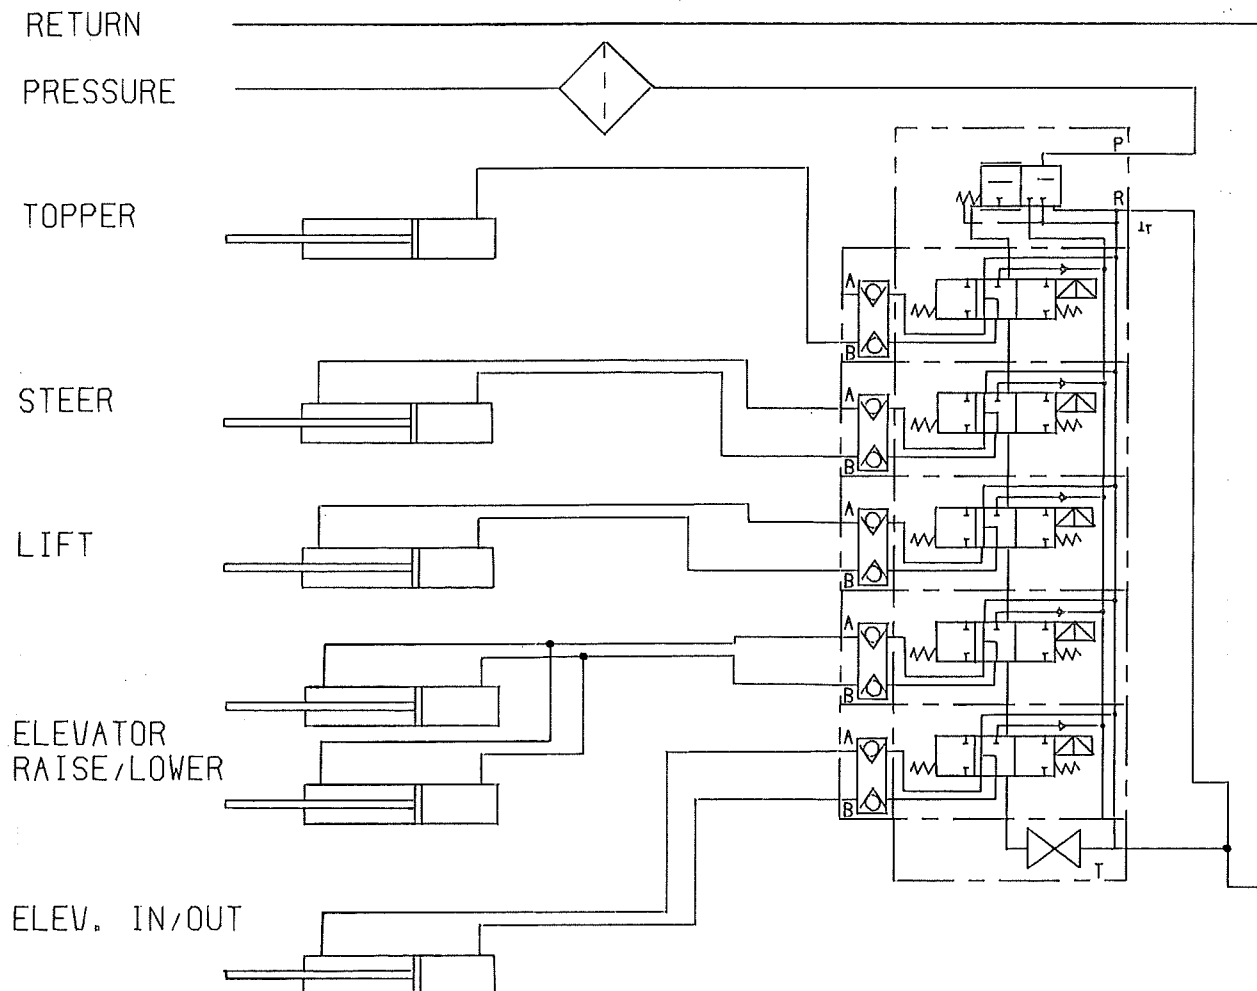 RETURN
PRESSURE
P
TOPPER
R
A
B
STEER
A
B
LIFT
A
B
A
B
ELEVATOR
RAISE/LOWER
A
B
T
ELEV. IN/OUT